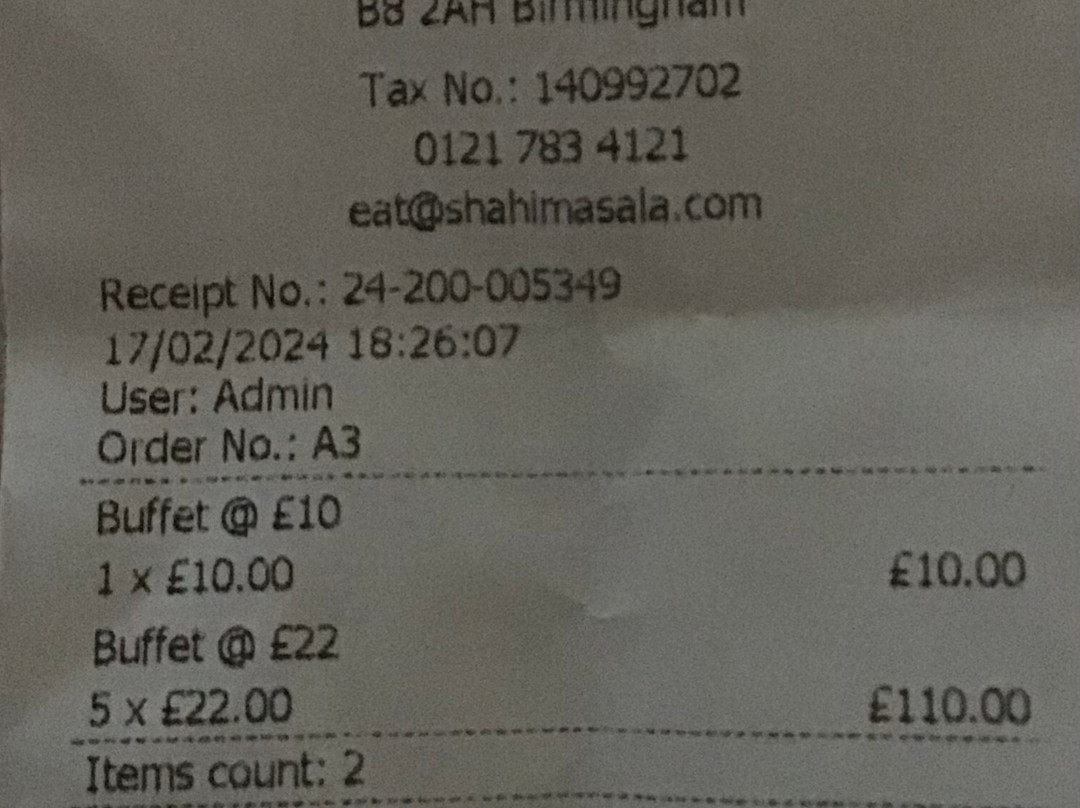 B8 2AH Birmingham
Tax No.: 140992702
0121 783 4121
eat@shahimasala.com
Receipt No.: 24-200-005349
17/02/2024 18:26:07
User: Admin
Order No.: A3
Buffet @ £10
1 x £10.00 £10.00
Buffet @ £22
5 x £22.00 £110.00
Items count: 2